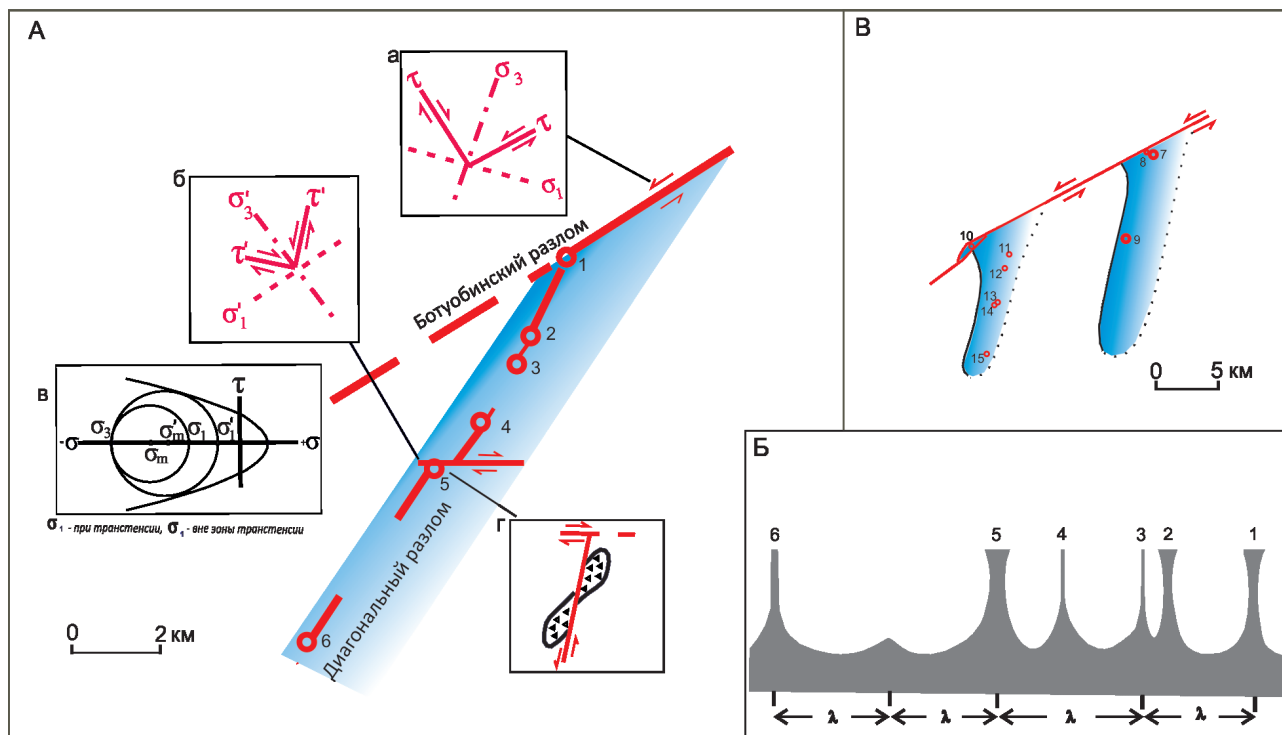 А
а
τ
σ3
τ
σ1
б
σ'3
τ'
τ'
σ'1
Ботуобинский разлом
1
2
3
4
5
6
Диагональный разлом
в
τ
σ3
σ'm
σ1
σ'1
-σ
+σ
σm
σ1 - при транстенсии, σ1 - вне зоны транстенсии
г
0 2 км
В
8 7
9
10
11
12
13
14
15
0 5 км
Б
6 5 4 3 2 1
λ λ λ λ